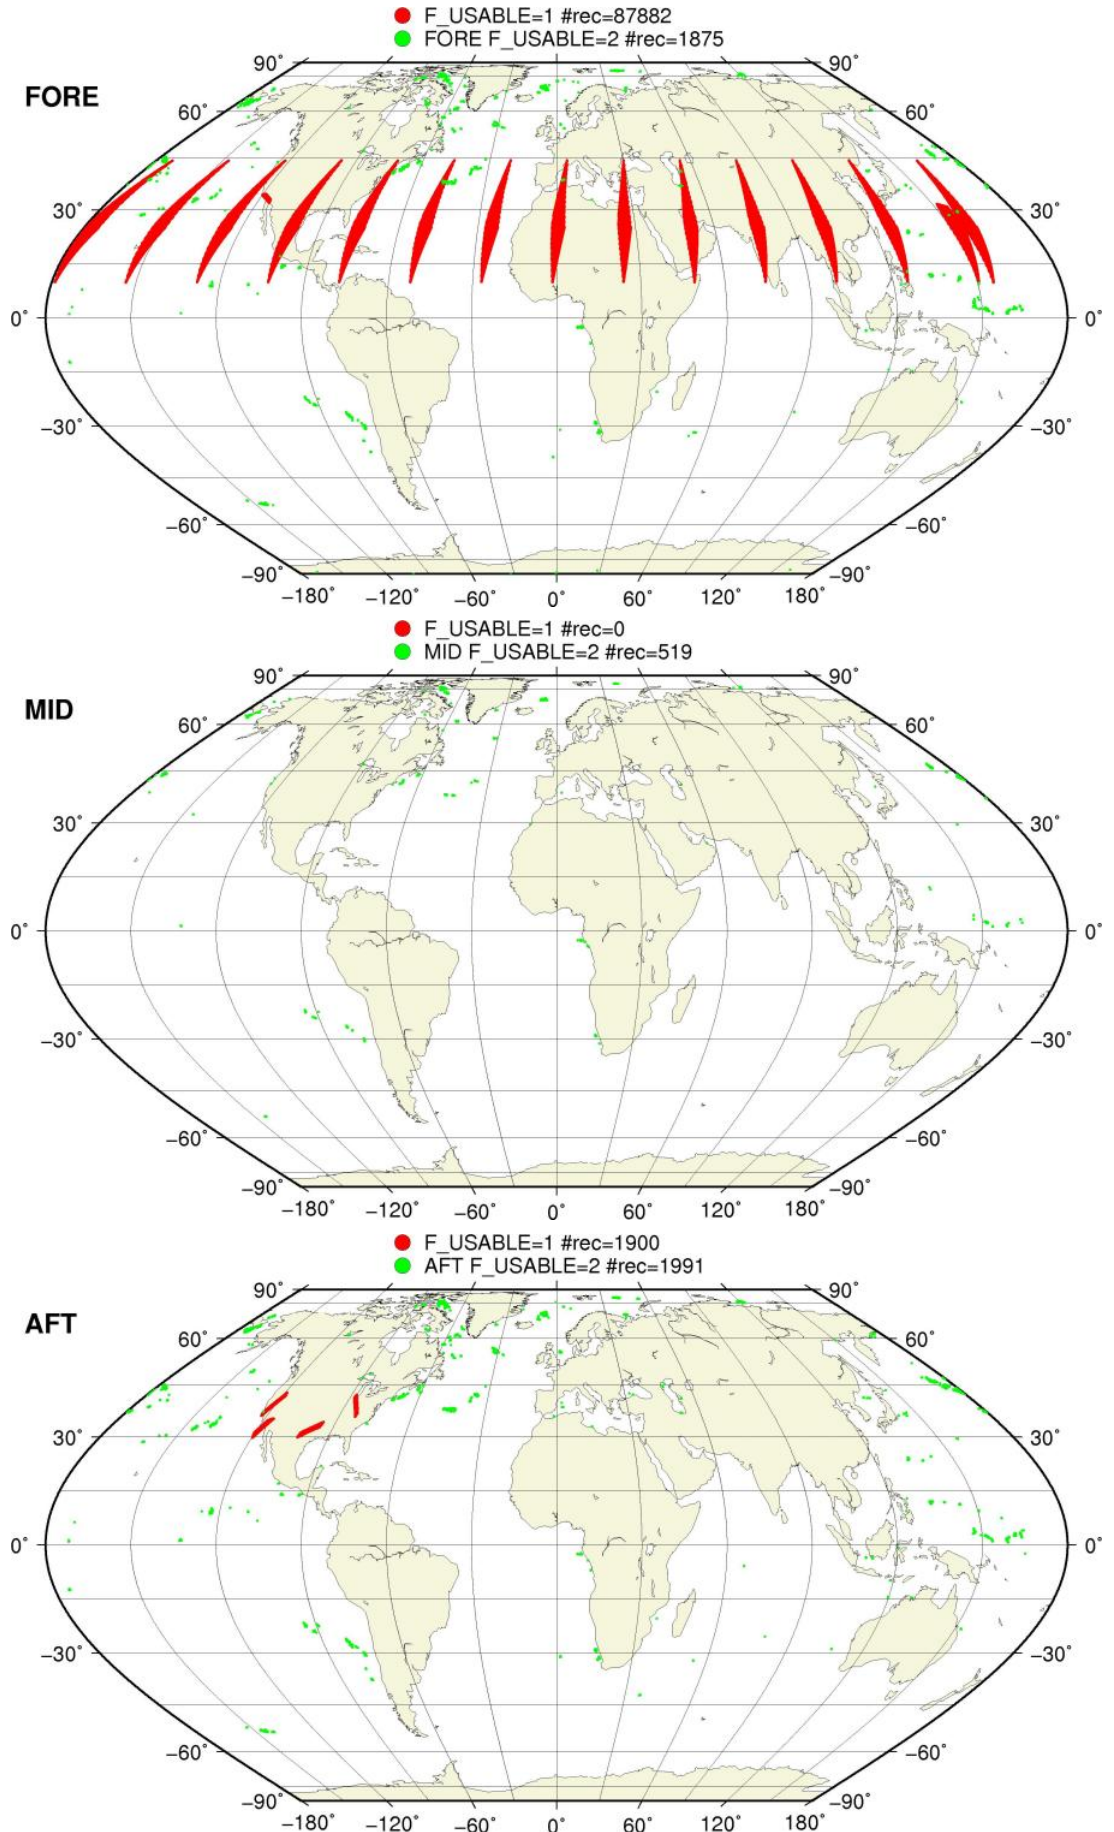 F_USABLE=1 #rec=87882
FORE F_USABLE=2 #rec=1875
FORE
90° 90°
60° 60°
30° 30°
0° 0°
−30° −30°
−60° −60°
−90° −90°
−180° −120° −60° 0° 60° 120° 180°
F_USABLE=1 #rec=0
MID F_USABLE=2 #rec=519
MID
90° 90°
60° 60°
30° 30°
0° 0°
−30° −30°
−60° −60°
−90° −90°
−180° −120° −60° 0° 60° 120° 180°
F_USABLE=1 #rec=1900
AFT F_USABLE=2 #rec=1991
AFT
90° 90°
60° 60°
30° 30°
0° 0°
−30° −30°
−60° −60°
−90° −90°
−180° −120° −60° 0° 60° 120° 180°